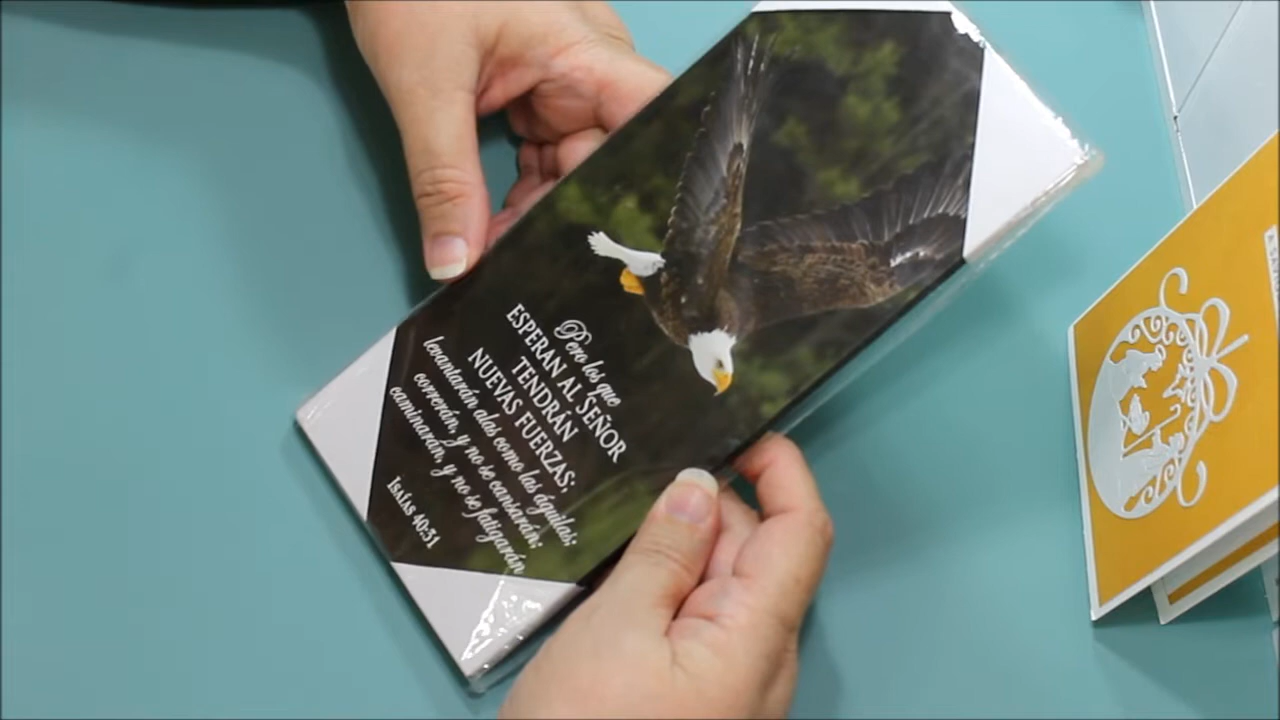 Pero los que
ESPERAN AL SEÑOR
TENDRÁN
NUEVAS FUERZAS;
levantarán alas como las águilas;
correrán, y no se cansarán;
caminarán, y no se fatigarán
Isaías 40:31